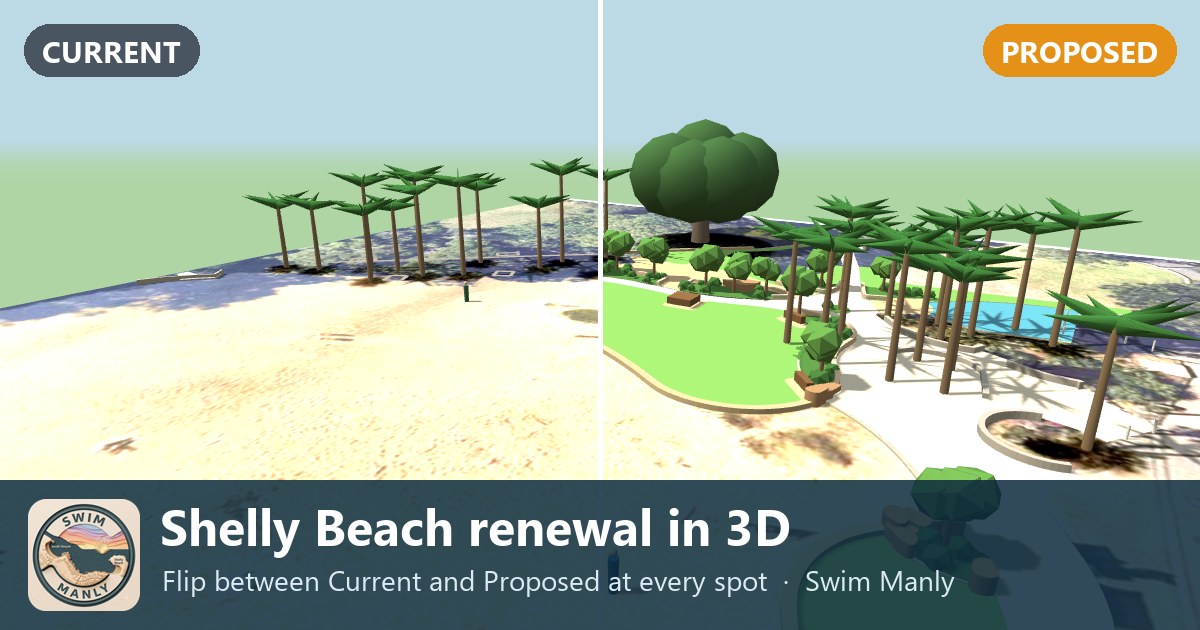 CURRENT
PROPOSED
SWIM
MANLY
Shelly Beach renewal in 3D
Flip between Current and Proposed at every spot · Swim Manly